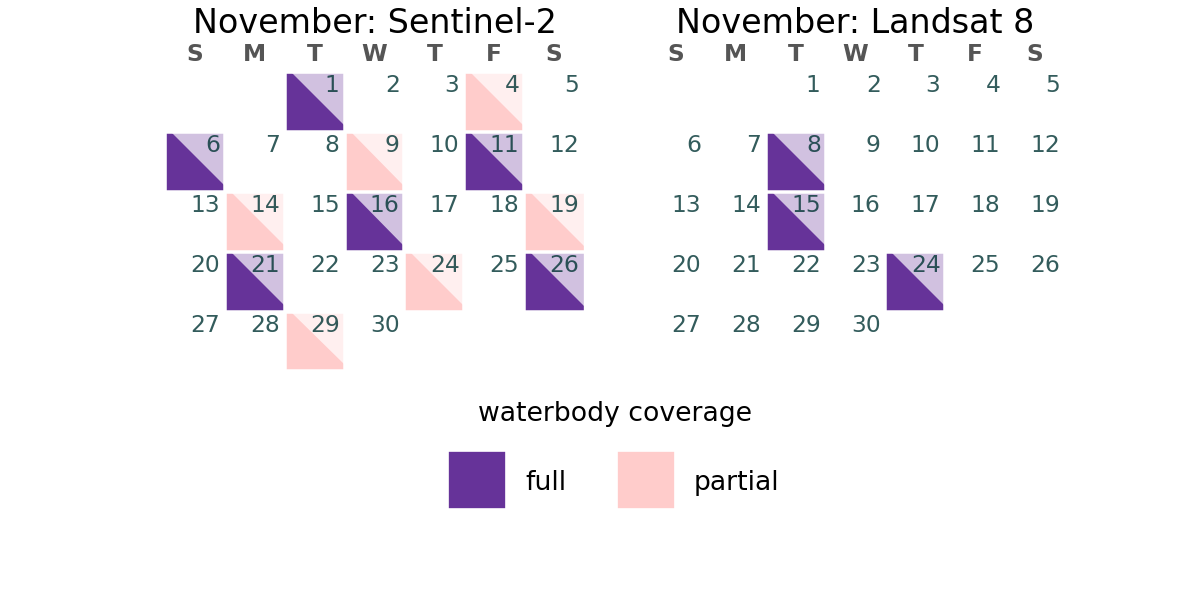 November: Sentinel-2
S M T W T F S
1 2 3 4 5
6 7 8 9 10 11 12
13 14 15 16 17 18 19
20 21 22 23 24 25 26
27 28 29 30
November: Landsat 8
S M T W T F S
1 2 3 4 5
6 7 8 9 10 11 12
13 14 15 16 17 18 19
20 21 22 23 24 25 26
27 28 29 30
waterbody coverage
full
partial